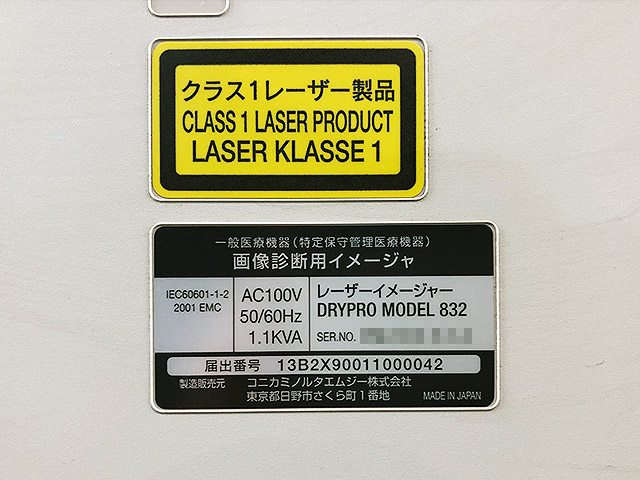 クラス1レーザー製品
CLASS 1 LASER PRODUCT
LASER KLASSE 1
一般医療機器(特定保守管理医療機器)
画像診断用イメージャ
IEC60601-1-2
2001 EMC
AC100V
50/60Hz
1.1KVA
レーザーイメージャー
DRYPRO MODEL 832
SER.NO.
届出番号 13B2X90011000042
製造販売元 コニカミノルタエムジー株式会社
東京都日野市さくら町1番地 MADE IN JAPAN